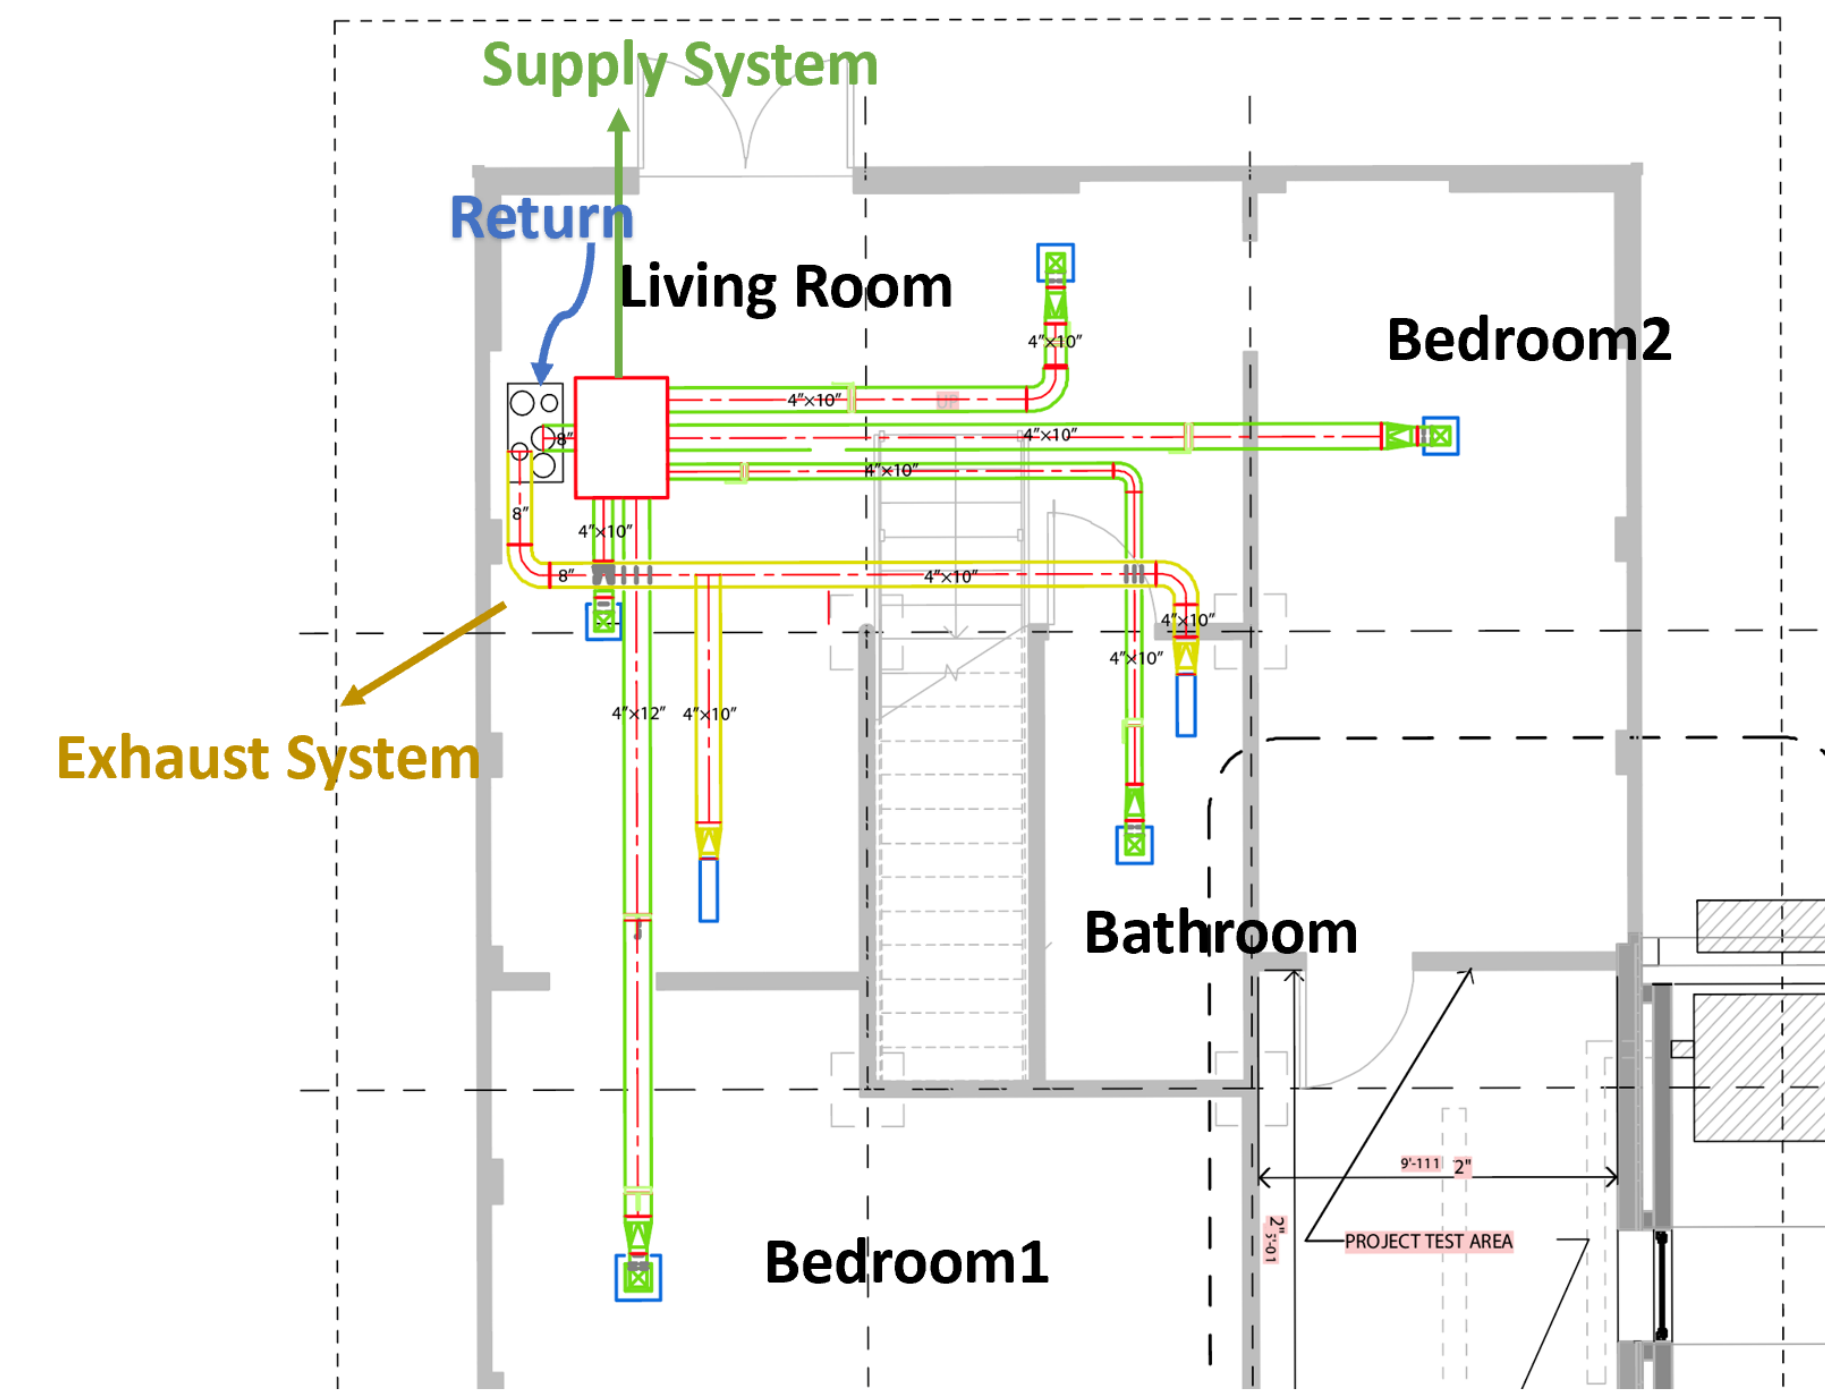 Supply System
Return
Living Room
Bedroom2
4"×10"
4"×10"
UP
8"
4"×10"
4"×10"
8"
4"×10"
8"
4"×10"
4"×10"
4"×10"
4"×12"
4"×10"
Exhaust System
Bathroom
9'-111 2"
2"
PROJECT TEST AREA
Bedroom1